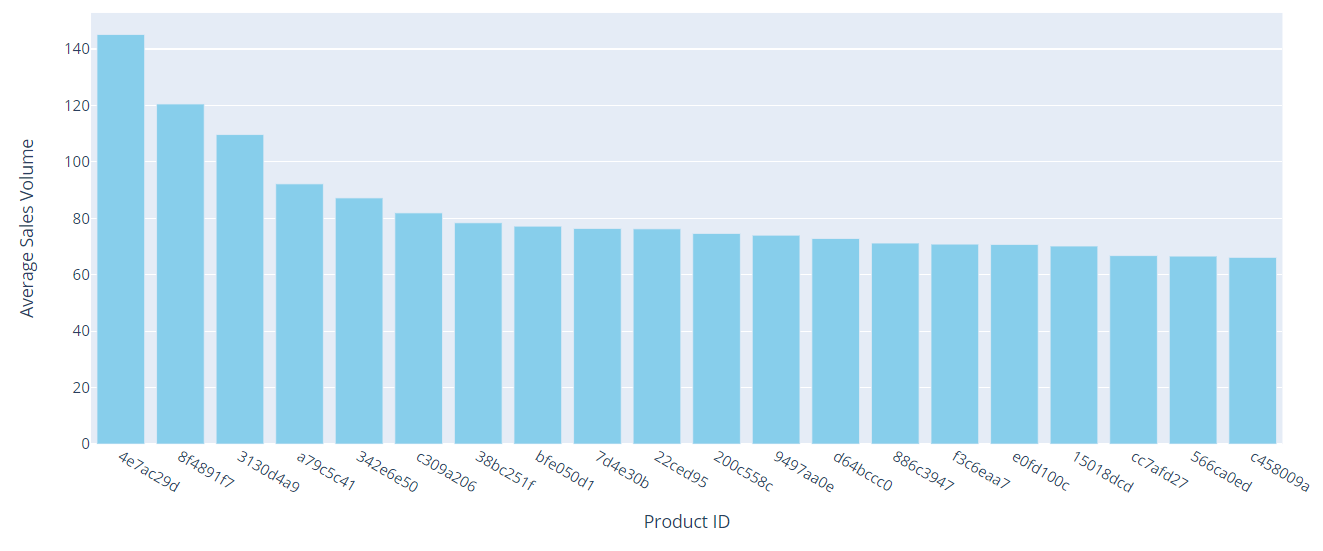 Average Sales Volume
140
120
100
80
60
40
20
0
4e7ac29d
8f4891f7
3130d4a9
a79c5c41
342e6e50
c309a206
38bc251f
bfe050d1
7d4e30b
22ced95
200c558c
9497aa0e
d64bccc0
886c3947
f3c6eaa7
e0fd100c
15018dcd
cc7afd27
566ca0ed
c458009a
Product ID